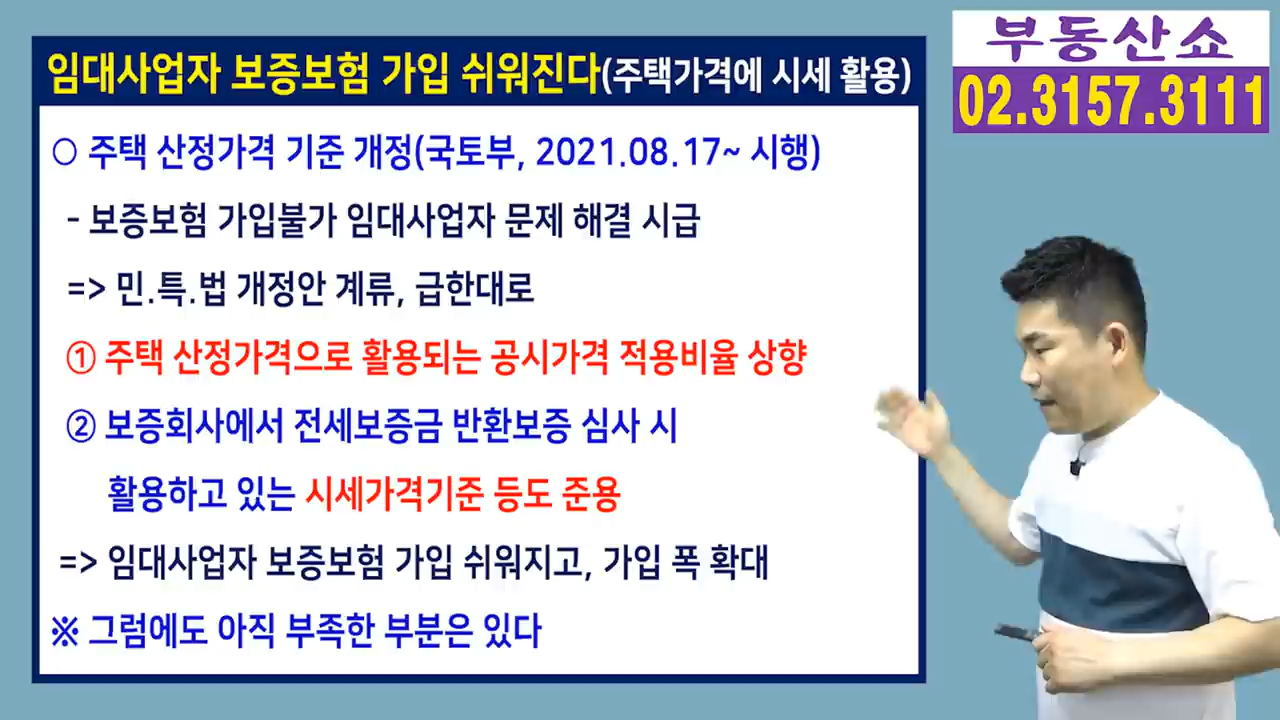 임대사업자 보증보험 가입 쉬워진다(주택가격에 시세 활용)
부동산쇼
02.3157.3111
○ 주택 산정가격 기준 개정(국토부, 2021.08.17~ 시행)
- 보증보험 가입불가 임대사업자 문제 해결 시급
=> 민.특.법 개정안 계류, 급한대로
① 주택 산정가격으로 활용되는 공시가격 적용비율 상향
② 보증회사에서 전세보증금 반환보증 심사 시
활용하고 있는 시세가격기준 등도 준용
=> 임대사업자 보증보험 가입 쉬워지고, 가입 폭 확대
※ 그럼에도 아직 부족한 부분은 있다